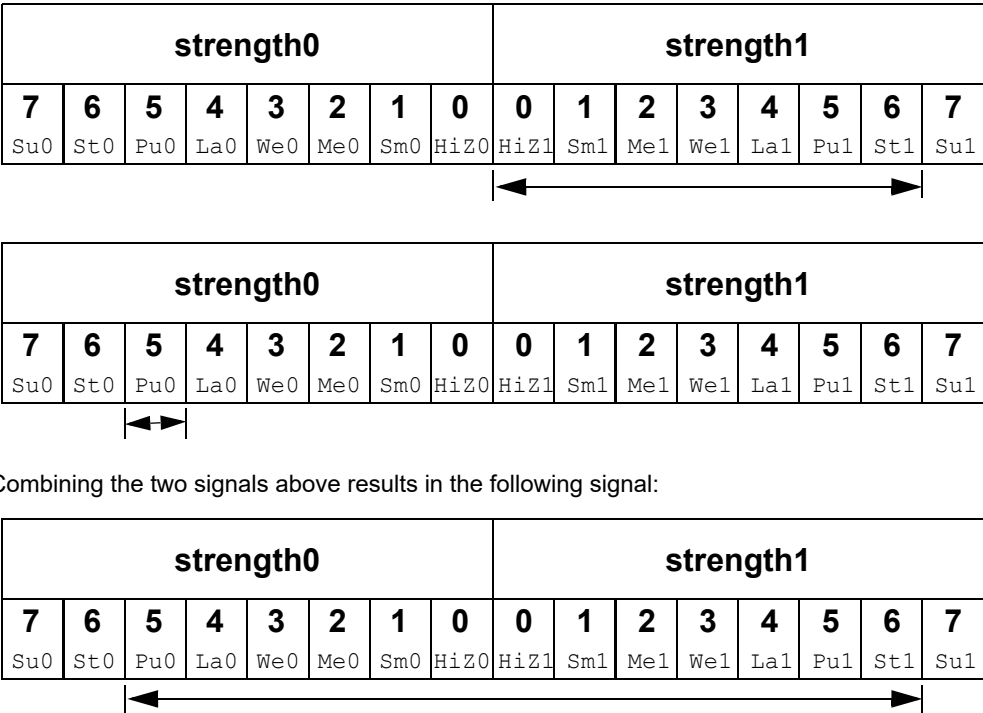 strength0 strength1
7 6 5 4 3 2 1 0 0 1 2 3 4 5 6 7
Su0 St0 Pu0 La0 We0 Me0 Sm0 HiZ0 HiZ1 Sm1 Me1 We1 La1 Pu1 St1 Su1
strength0 strength1
7 6 5 4 3 2 1 0 0 1 2 3 4 5 6 7
Su0 St0 Pu0 La0 We0 Me0 Sm0 HiZ0 HiZ1 Sm1 Me1 We1 La1 Pu1 St1 Su1
Combining the two signals above results in the following signal:
strength0 strength1
7 6 5 4 3 2 1 0 0 1 2 3 4 5 6 7
Su0 St0 Pu0 La0 We0 Me0 Sm0 HiZ0 HiZ1 Sm1 Me1 We1 La1 Pu1 St1 Su1